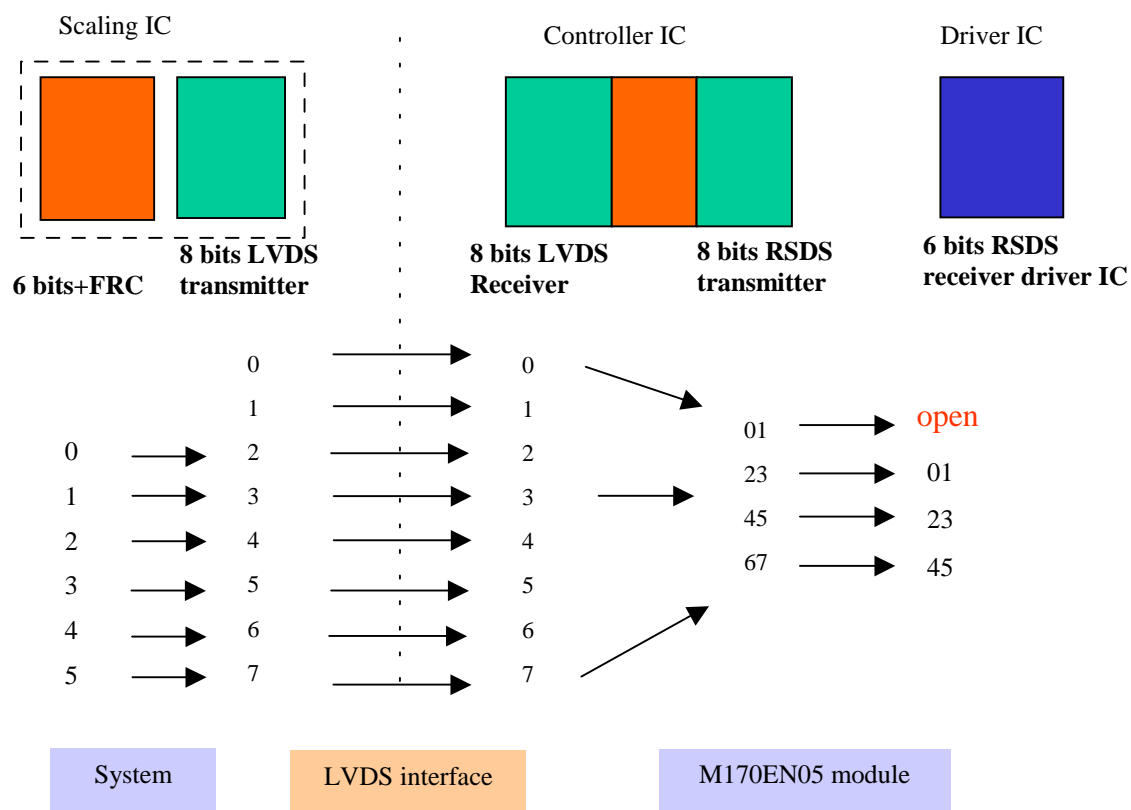 Scaling IC
Controller IC
Driver IC
6 bits+FRC
8 bits LVDS
transmitter
8 bits LVDS
Receiver
8 bits RSDS
transmitter
6 bits RSDS
receiver driver IC
0
1
2
3
4
5
0
1
2
3
4
5
6
7
0
1
2
3
4
5
6
7
01
23
45
67
open
01
23
45
System
LVDS interface
M170EN05 module